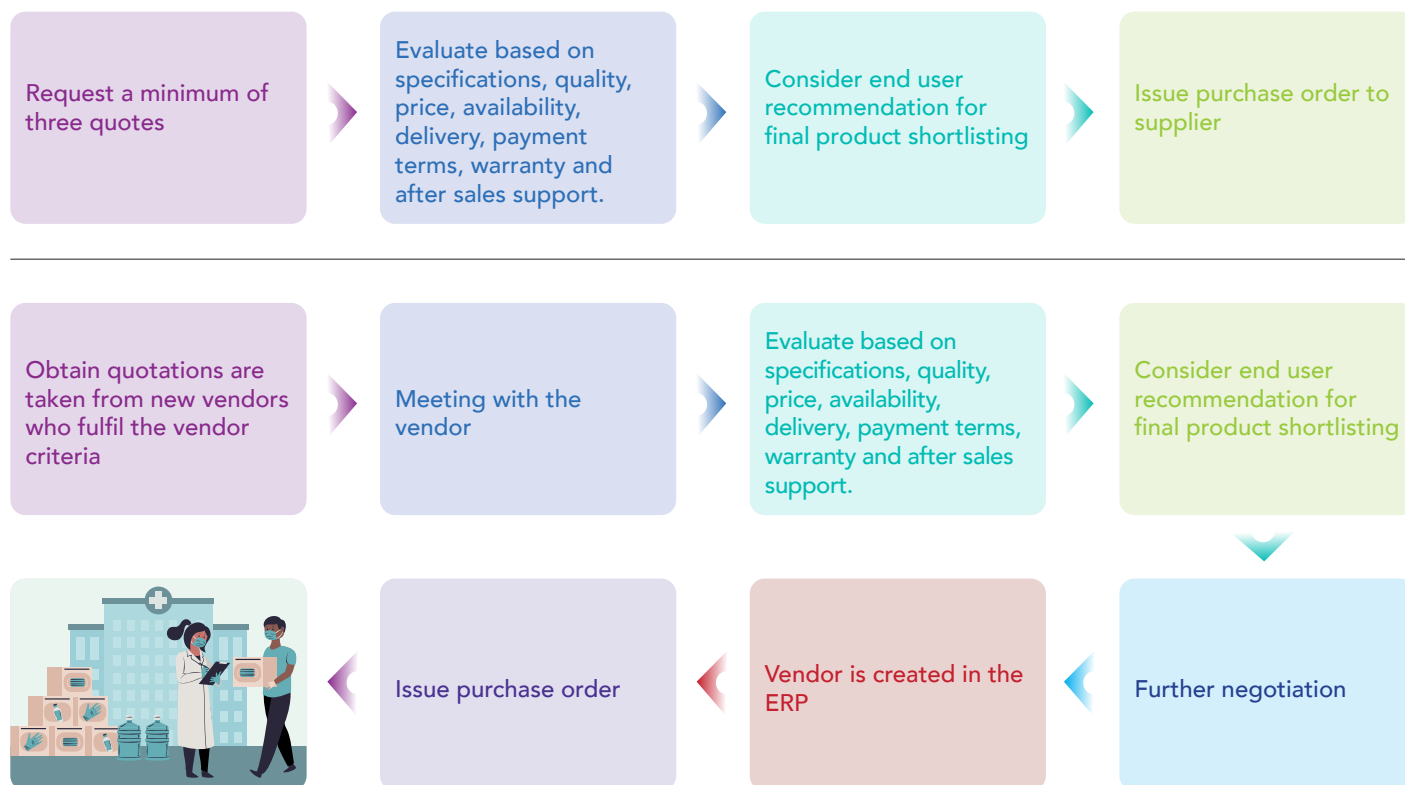 Request a minimum of
three quotes
Evaluate based on
specifications, quality,
price, availability,
delivery, payment
terms, warranty and
after sales support.
Consider end user
recommendation for
final product shortlisting
Issue purchase order to
supplier
Obtain quotations are
taken from new vendors
who fulfil the vendor
criteria
Meeting with the
vendor
Evaluate based on
specifications, quality,
price, availability,
delivery, payment terms,
warranty and after sales
support.
Consider end user
recommendation for
final product shortlisting
Further negotiation
Vendor is created in the
ERP
Issue purchase order